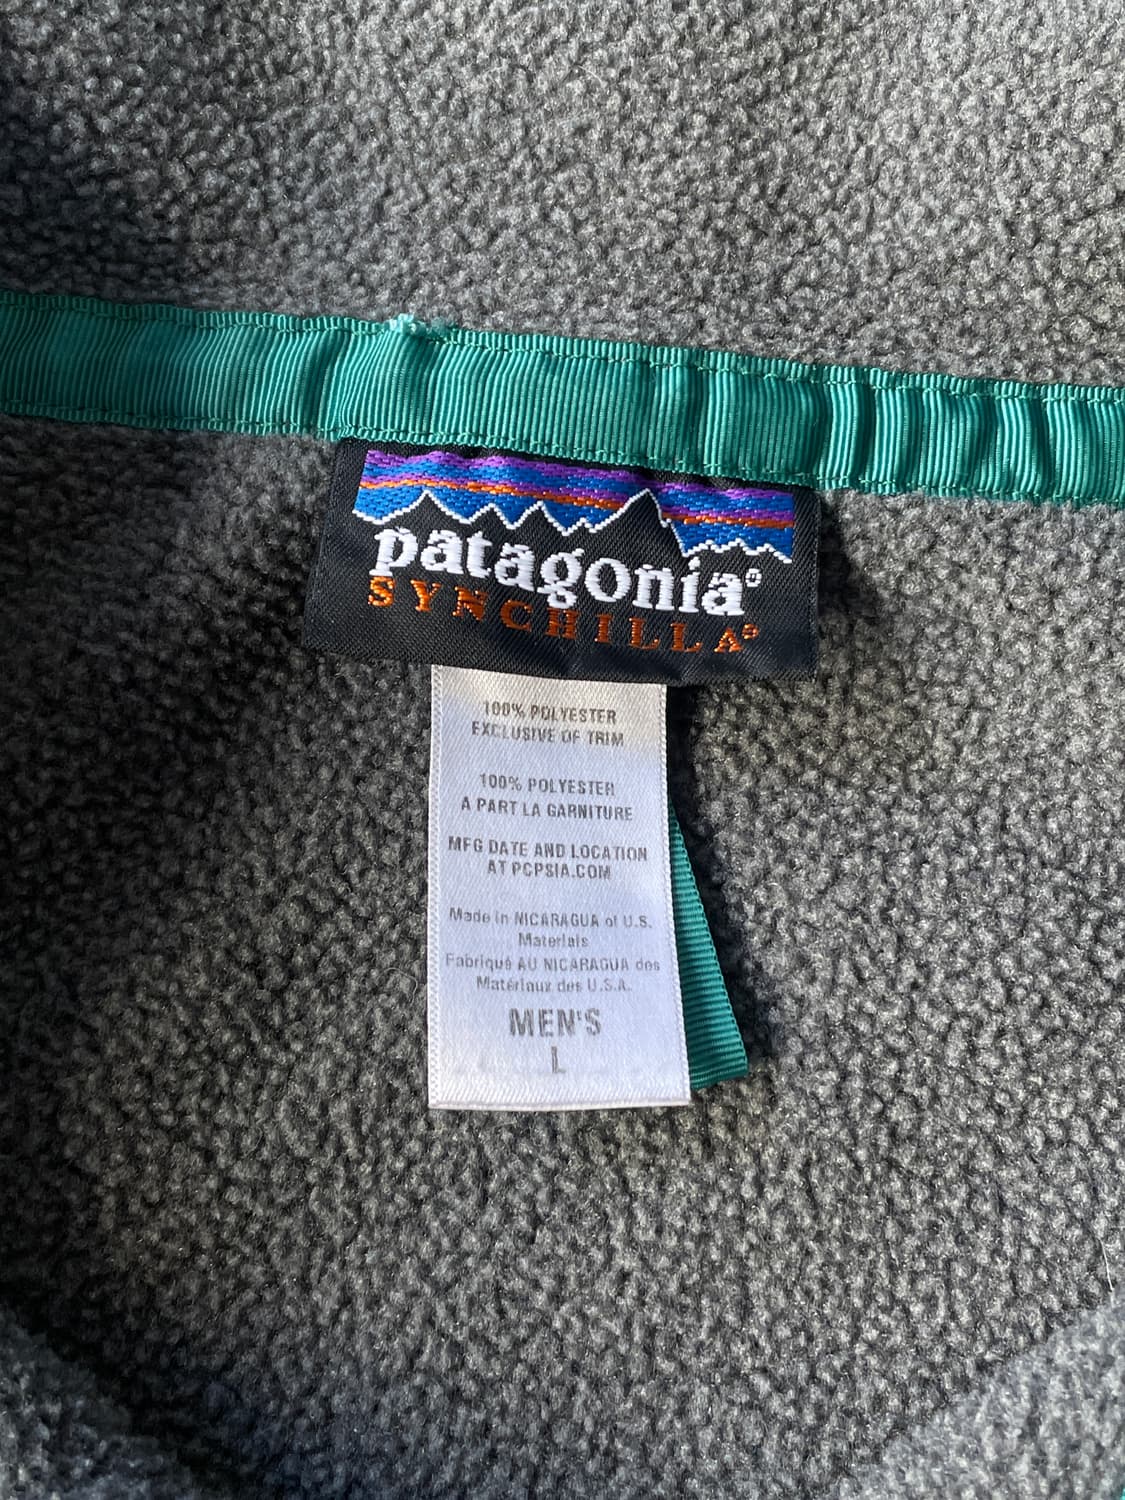 patagonia®
SYNCHILLA®
100% POLYESTER
EXCLUSIVE OF TRIM
100% POLYESTER
A PART LA GARNITURE
MFG DATE AND LOCATION
AT PCPSIA.COM
Made in NICARAGUA of U.S.
Materials
Fabriqué AU NICARAGUA des
Matériaux des U.S.A.
MEN'S
L